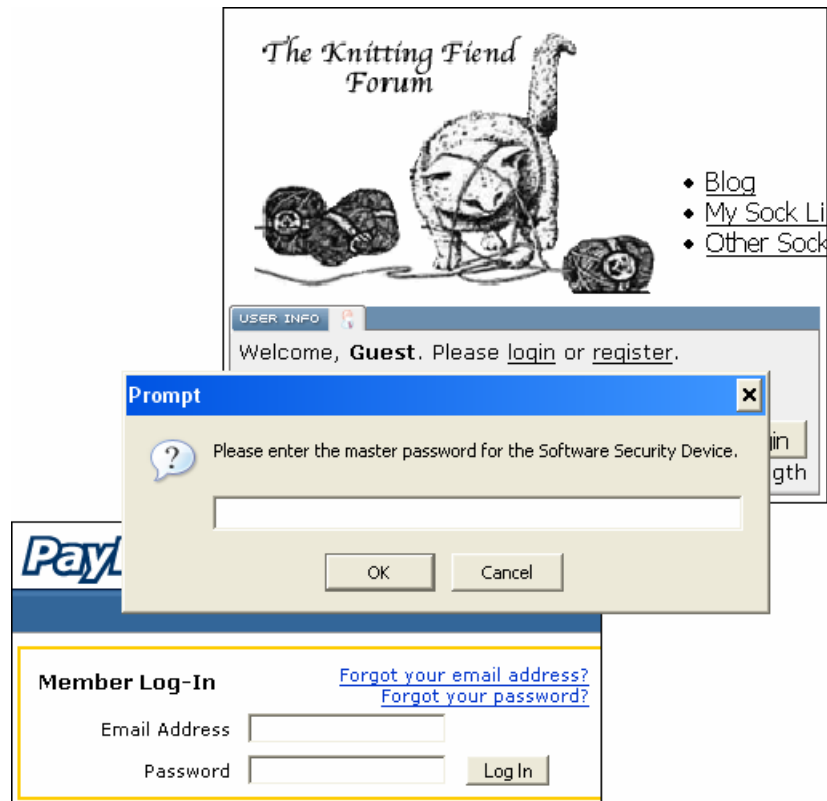 The Knitting Fiend
Forum
Blog
My Sock Li
Other Sock
USER INFO
Welcome, Guest. Please login or register.
Prompt
Please enter the master password for the Software Security Device.
gin
gth
OK Cancel
Pay
Member Log-In
Forgot your email address?
Forgot your password?
Email Address
Password
Log In